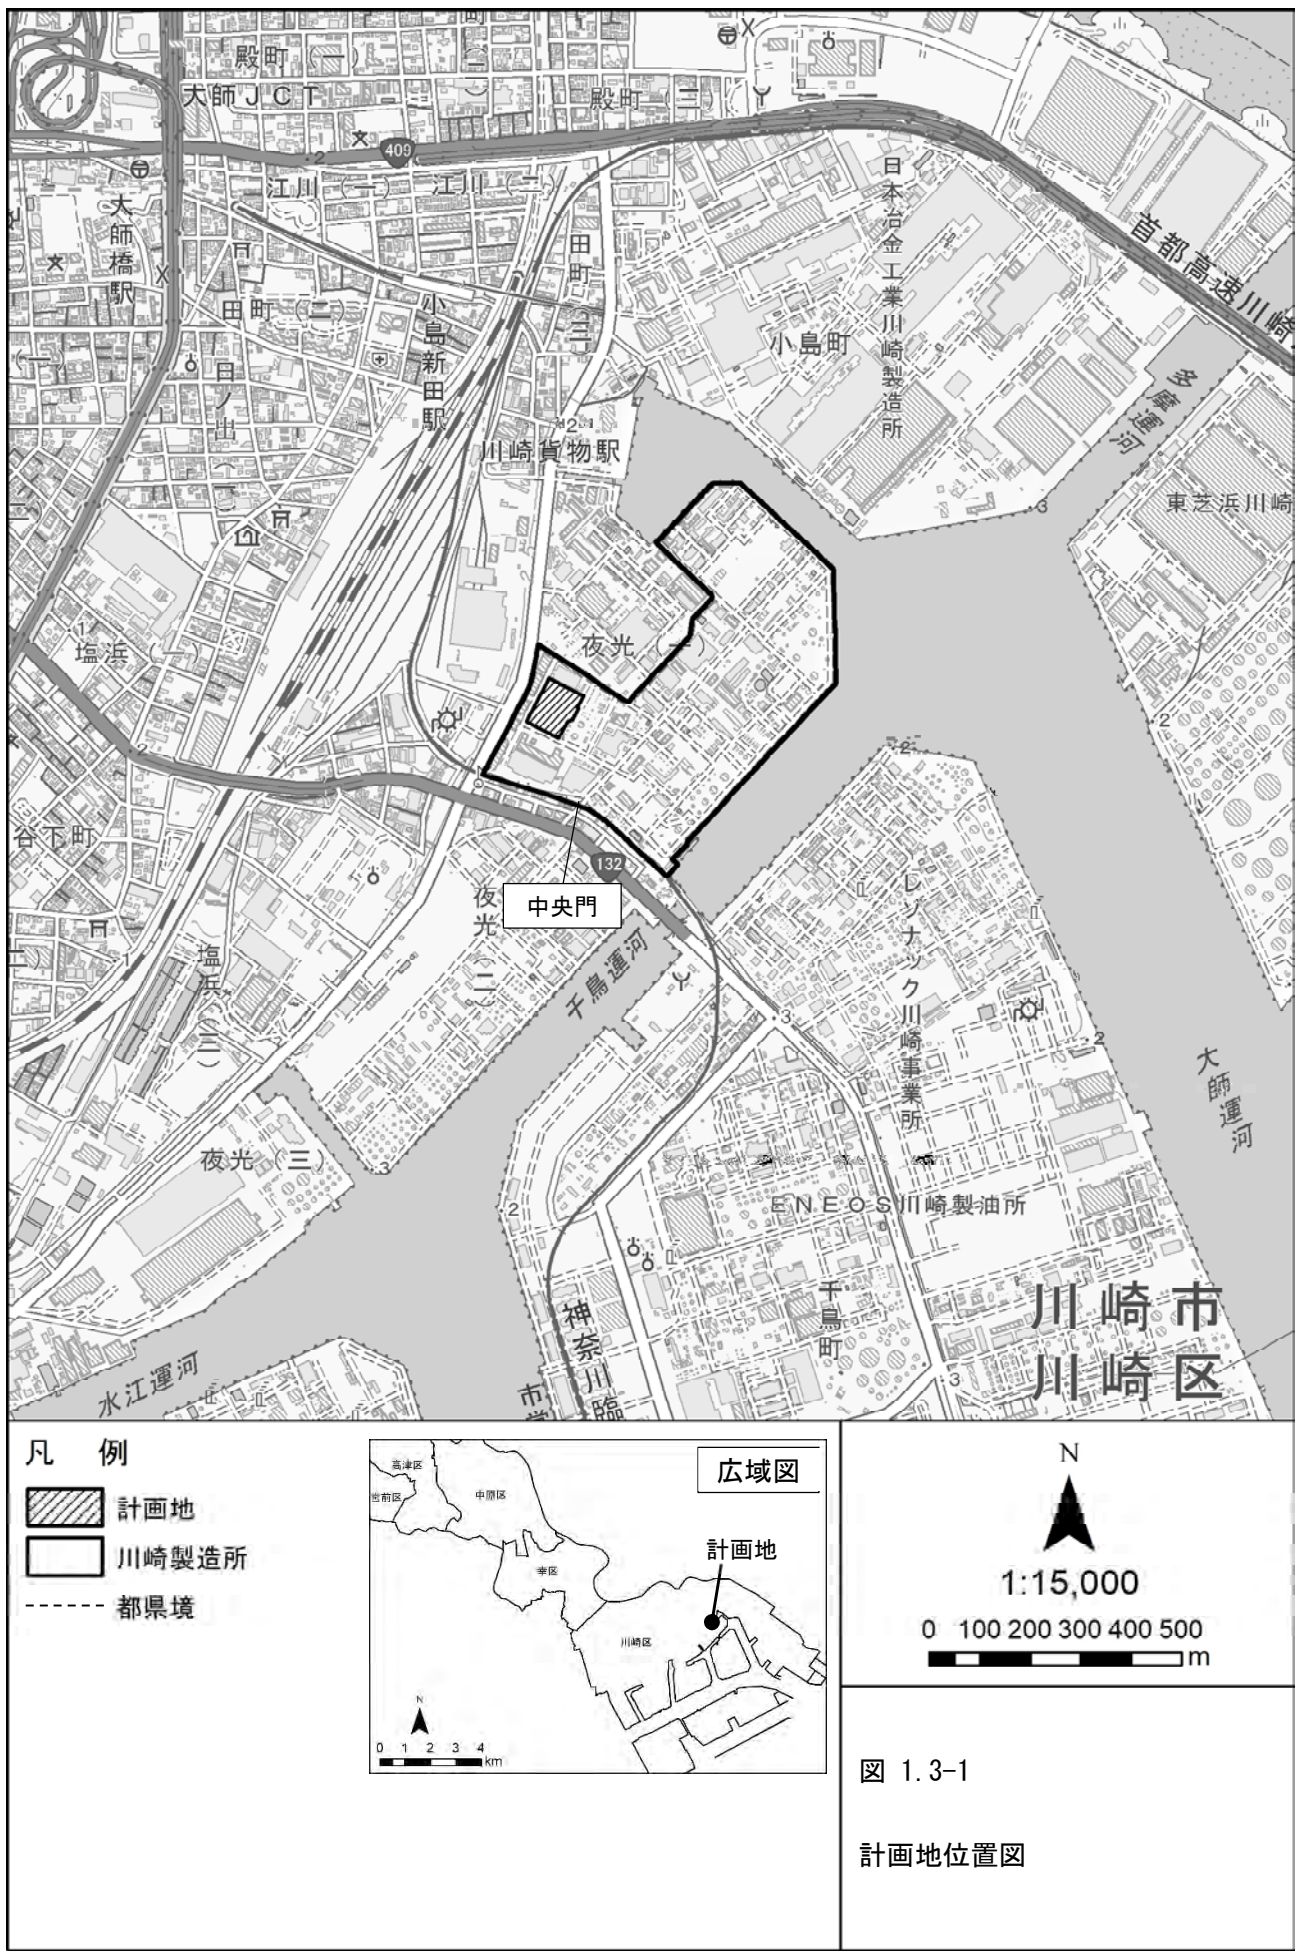 殿町（一）
（二）
大師ＪＣＴ
殿町（二）
409
江川（一）
江川（二）
大師橋駅
田町（二）
田町（三）
小島新田駅
日ノ出（一）
川崎貨物駅
日本冶金工業川崎製造所
小島町
首都高速川崎
多摩運河
東芝浜川崎
塩浜（一）
夜光（一）
谷下町
132
中央門
夜光（二）
千鳥運河
塩浜（三）
レゾナック川崎事業所
大師運河
夜光（三）
ＥＮＥＯＳ川崎製油所
千鳥町
神奈川臨
市営
水江運河
川崎市
川崎区
凡 例
計画地
川崎製造所
都県境
広域図
高津区
宮前区
中原区
幸区
川崎区
計画地
N
0 1 2 3 4
km
N
1:15,000
0 100 200 300 400 500
m
図 1.3-1
計画地位置図